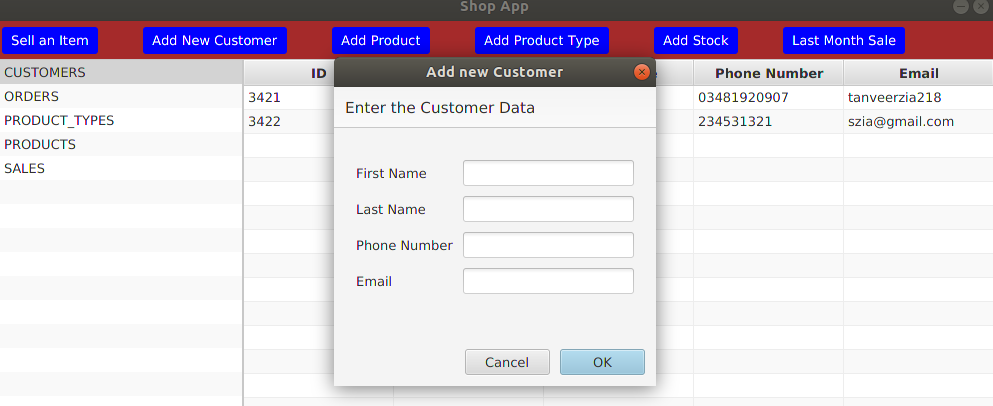 Shop App
Sell an Item Add New Customer Add Product Add Product Type Add Stock Last Month Sale
CUSTOMERS
ORDERS
PRODUCT_TYPES
PRODUCTS
SALES
ID Phone Number Email
3421 03481920907 tanveerzia218
3422 234531321 szia@gmail.com
Add new Customer
Enter the Customer Data
First Name
Last Name
Phone Number
Email
Cancel OK